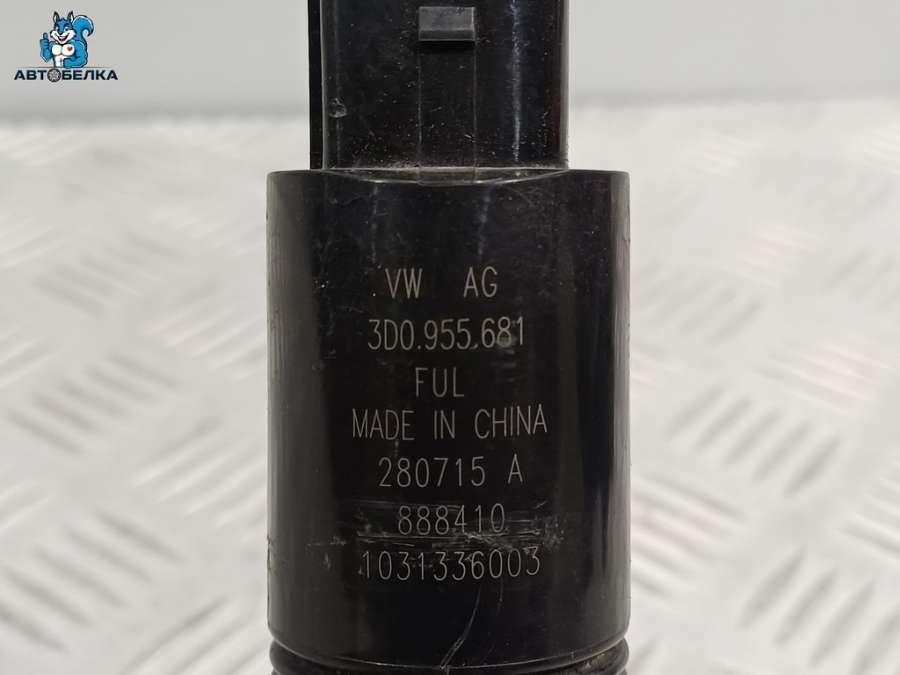 АВТОБЕЛКА
VW AG
3D0.955.681
FUL
MADE IN CHINA
280715 A
888410
1031336003